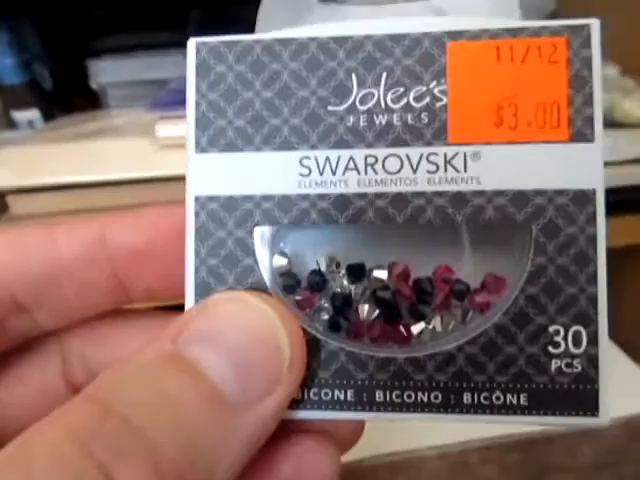 11/12
Jolee's
$3.00
JEWELS
SWAROVSKI®
ELEMENTS · ELEMENTOS · ELEMENTS
30
PCS
BICONE : BICONO : BICÔNE